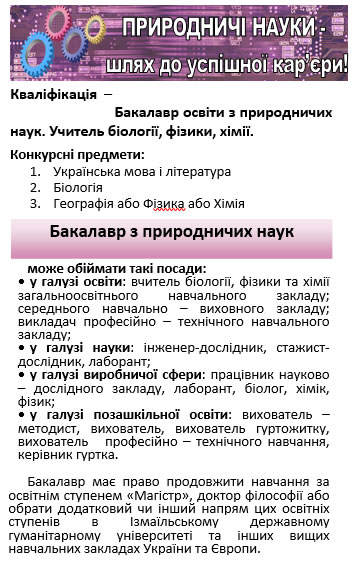 ПРИРОДНИЧІ НАУКИ -
шлях до успішної кар’єри!
Кваліфікація –
Бакалавр освіти з природничих
наук. Учитель біології, фізики, хімії.
Конкурсні предмети:
1. Українська мова і література
2. Біологія
3. Географія або Фізика або Хімія
Бакалавр з природничих наук
може обіймати такі посади:
• у галузі освіти: вчитель біології, фізики та хімії
загальноосвітнього навчального закладу;
середнього навчально – виховного закладу;
викладач професійно – технічного навчального
закладу;
• у галузі науки: інженер-дослідник, стажист-
дослідник, лаборант;
• у галузі виробничої сфери: працівник науково
– дослідного закладу, лаборант, біолог, хімік,
фізик;
• у галузі позашкільної освіти: вихователь –
методист, вихователь, вихователь гуртожитку,
вихователь професійно – технічного навчання,
керівник гуртка.
Бакалавр має право продовжити навчання за
освітнім ступенем «Магістр», доктор філософії або
обрати додатковий чи інший напрям цих освітніх
ступенів в Ізмаїльському державному
гуманітарному університеті та інших вищих
навчальних закладах України та Європи.